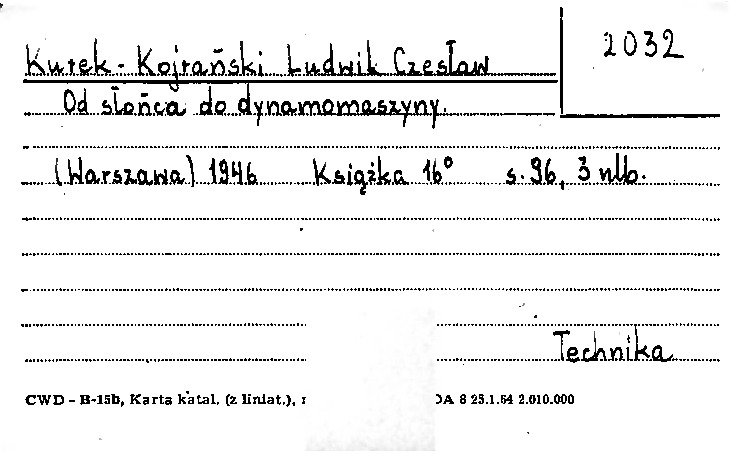 2032
Kurek-Kojrański Ludwik Czesław
Od słońca do dynamomaszyny.
(Warszawa) 1946 Książka 16° s. 96, 3 nlb.
Technika
CWD - B-15b, Karta katal. (z liniat.), DA 8 25.1.64 2.010.000